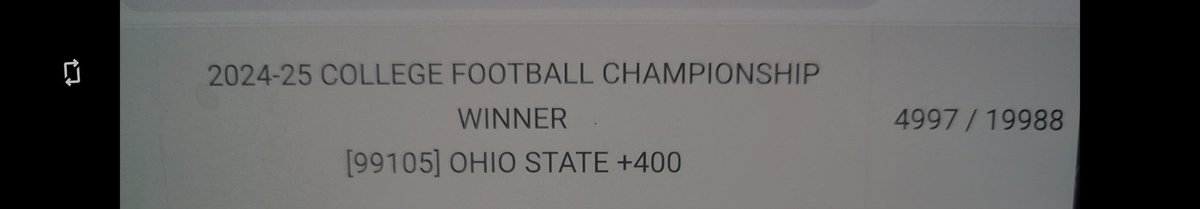 2024-25 COLLEGE FOOTBALL CHAMPIONSHIP
WINNER
[99105] OHIO STATE +400
4997 / 19988